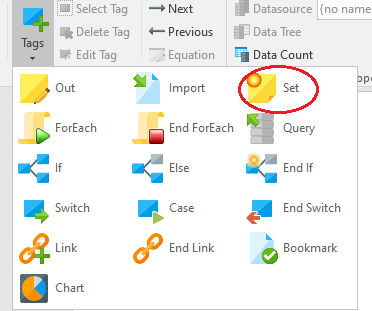 Tags
Select Tag
Delete Tag
Edit Tag
Next
Previous
Equation
Datasource {no name
Data Tree
Data Count
Out Import Set
ForEach End ForEach Query
If Else End If
Switch Case End Switch
Link End Link Bookmark
Chart